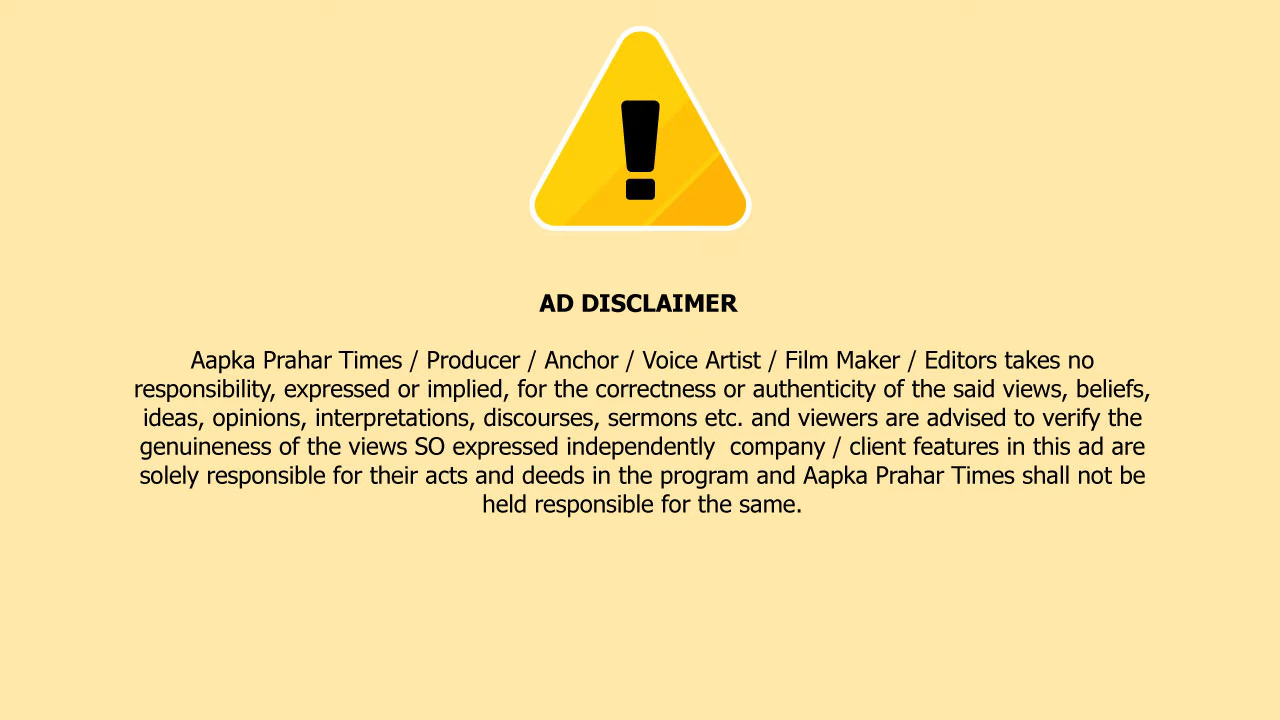 AD DISCLAIMER
Aapka Prahar Times / Producer / Anchor / Voice Artist / Film Maker / Editors takes no
responsibility, expressed or implied, for the correctness or authenticity of the said views, beliefs,
ideas, opinions, interpretations, discourses, sermons etc. and viewers are advised to verify the
genuineness of the views SO expressed independently  company / client features in this ad are
solely responsible for their acts and deeds in the program and Aapka Prahar Times shall not be
held responsible for the same.